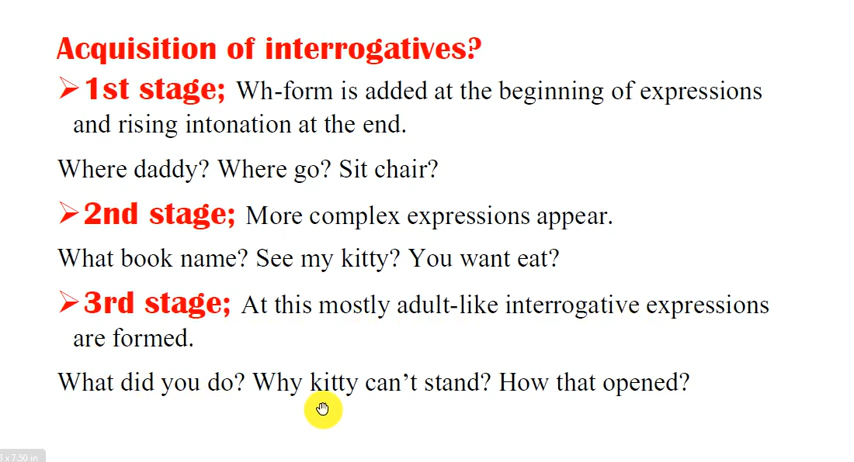 Acquisition of interrogatives?
➢1st stage; Wh-form is added at the beginning of expressions
and rising intonation at the end.
Where daddy? Where go? Sit chair?
➢2nd stage; More complex expressions appear.
What book name? See my kitty? You want eat?
➢3rd stage; At this mostly adult-like interrogative expressions
are formed.
What did you do? Why kitty can't stand? How that opened?
x 7.50 in